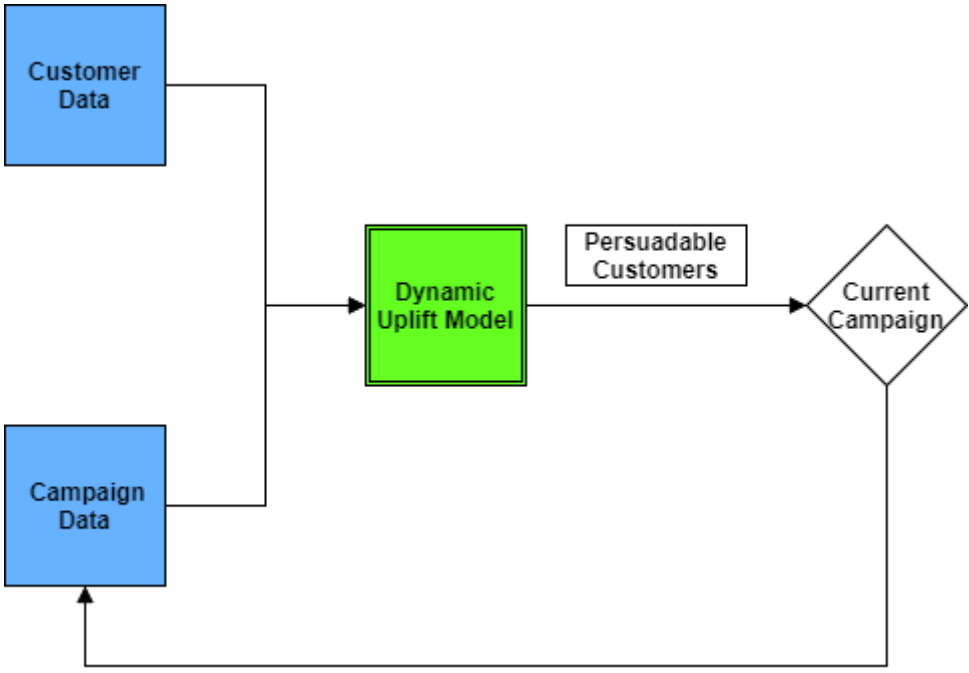 Customer
Data
Dynamic
Uplift Model
Persuadable
Customers
Current
Campaign
Campaign
Data